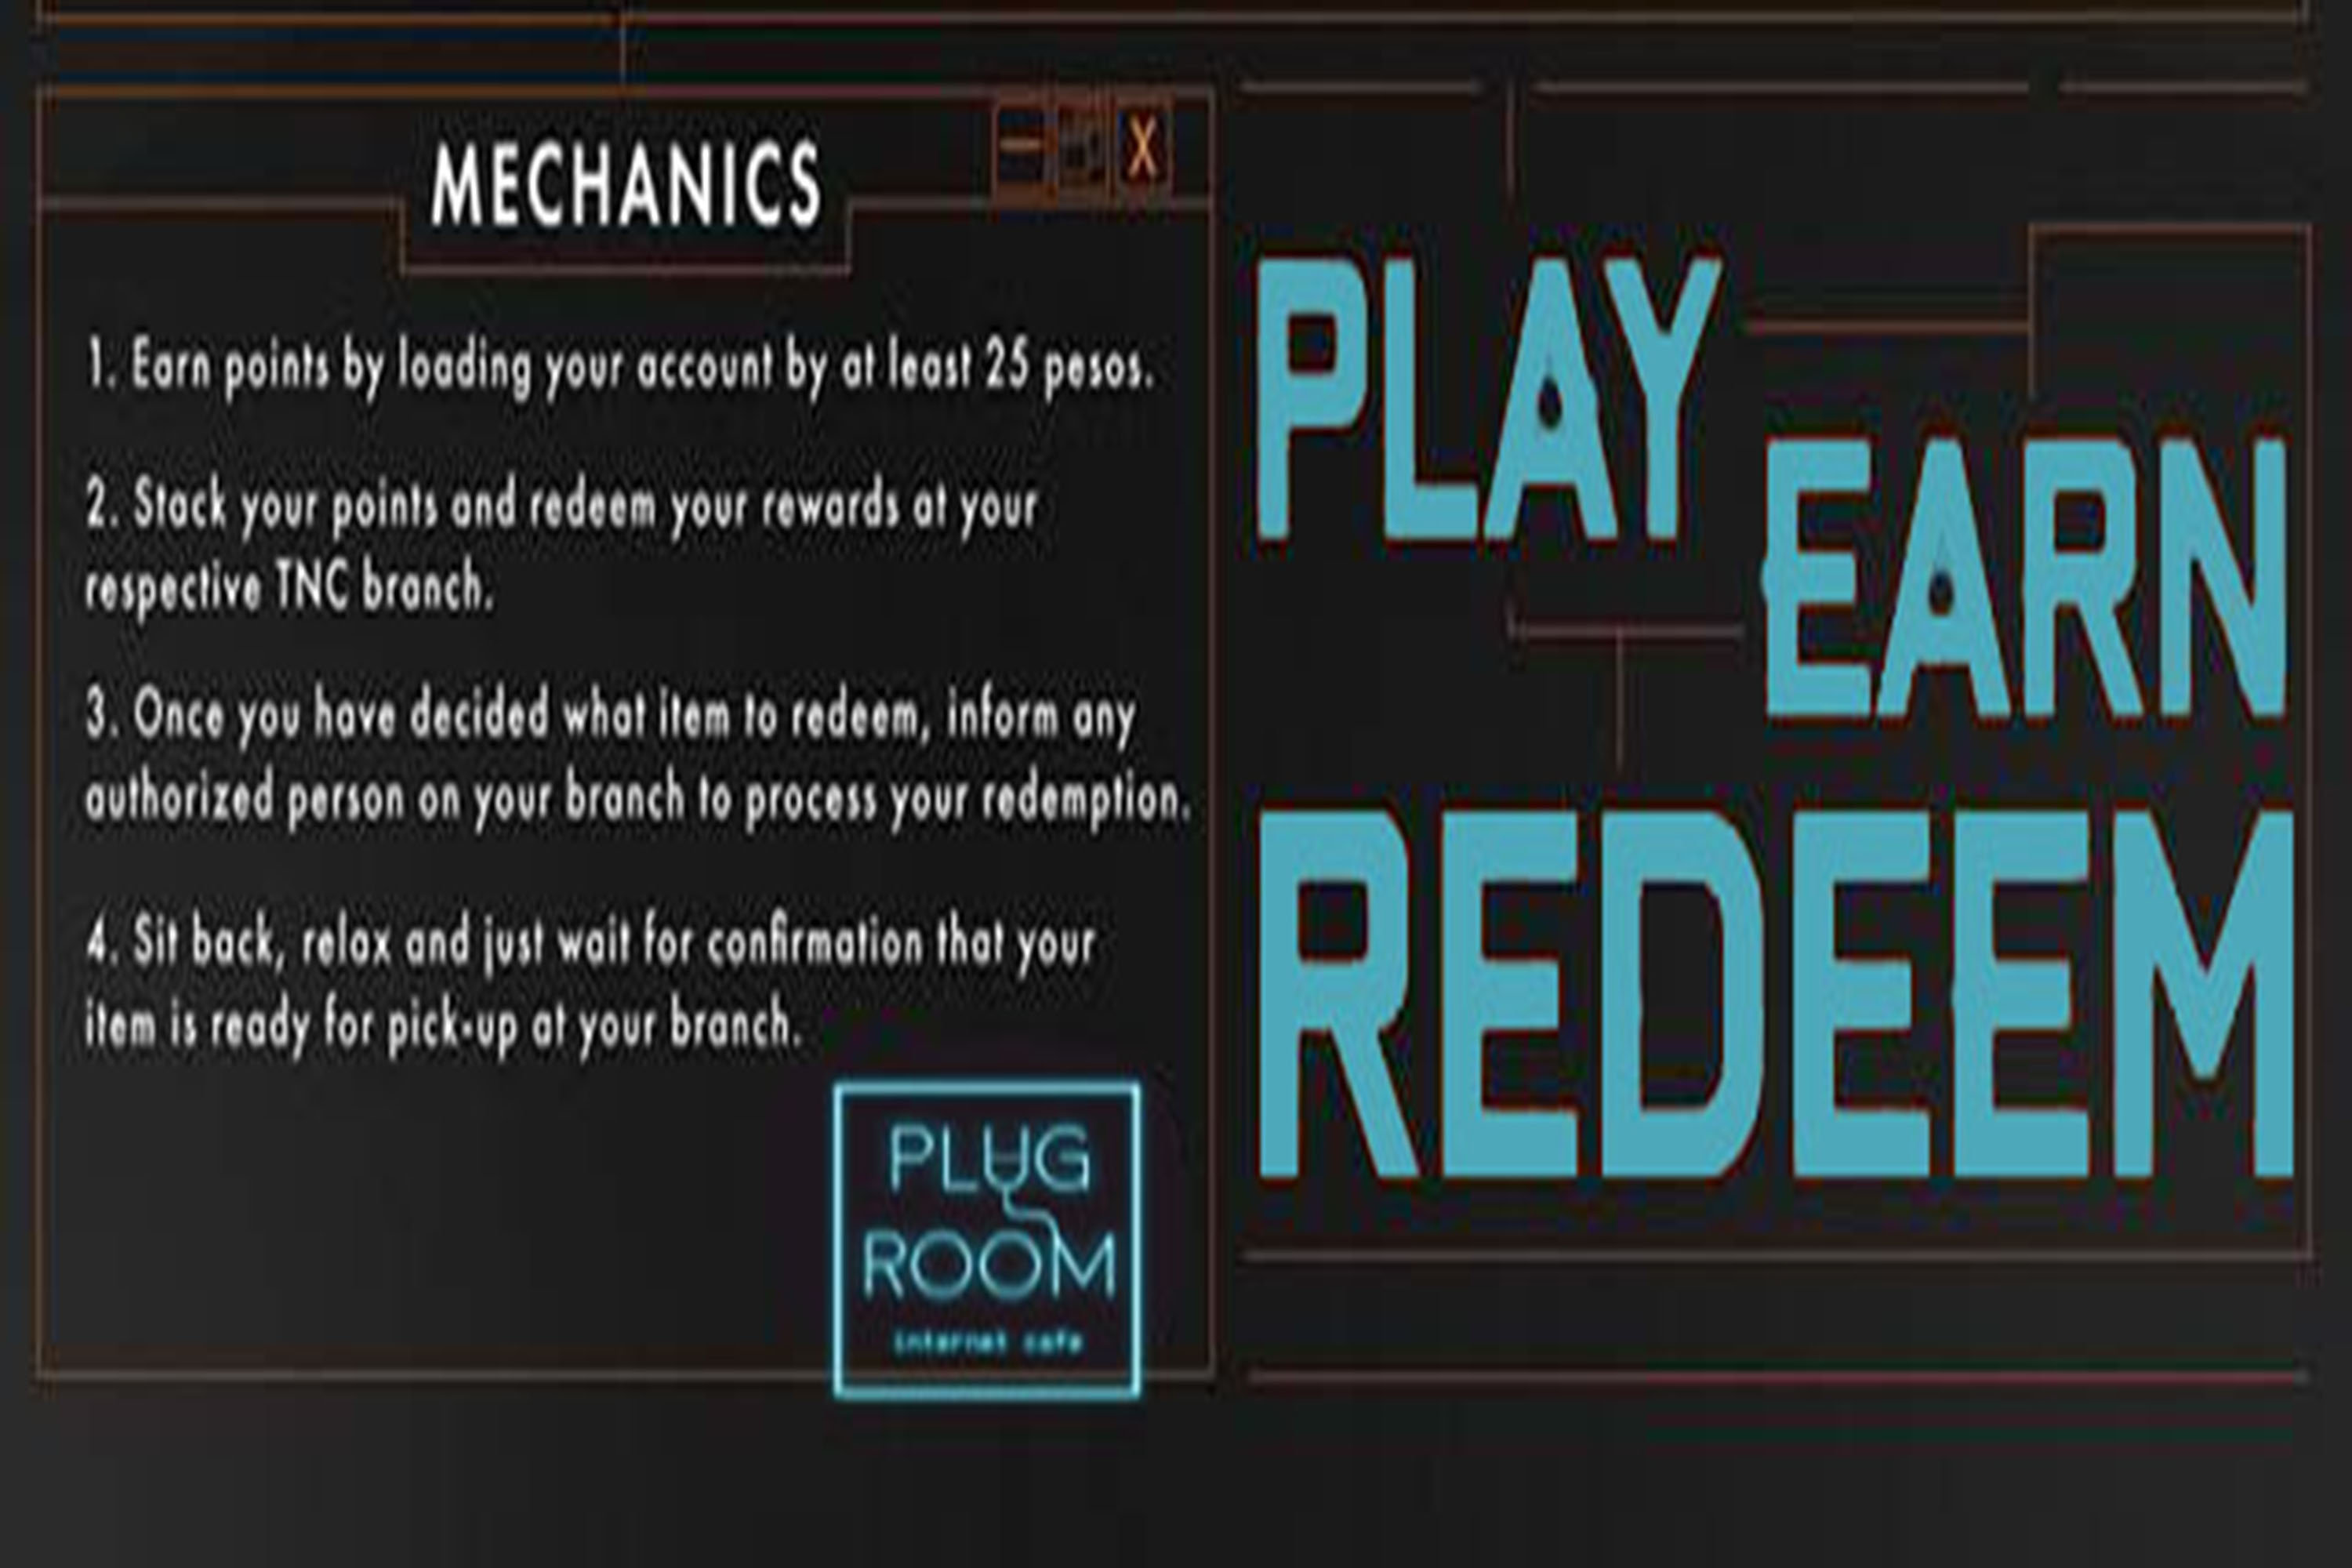 MECHANICS
X
1. Earn points by loading your account by at least 25 pesos.
2. Stack your points and redeem your rewards at your
respective TNC branch.
3. Once you have decided what item to redeem, inform any
authorized person on your branch to process your redemption.
4. Sit back, relax and just wait for confirmation that your
item is ready for pick-up at your branch.
PLUG
ROOM
internet cafe
PLAY
EARN
REDEEM